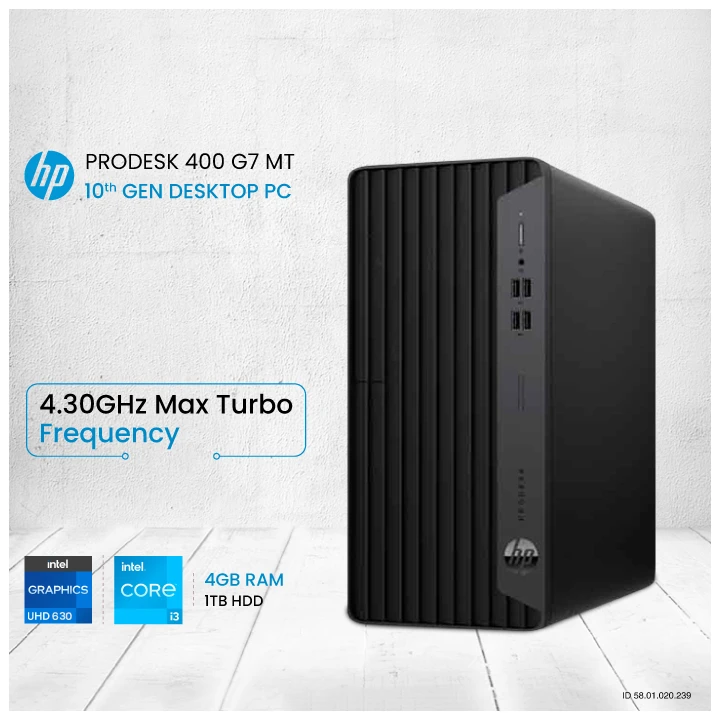 hp
PRODESK 400 G7 MT
10th GEN DESKTOP PC
4.30GHz Max Turbo
Frequency
intel
GRAPHICS
UHD 630
intel.
CORE
i3
4GB RAM
1TB HDD
PRODESK
hp
ID 58.01.020.239